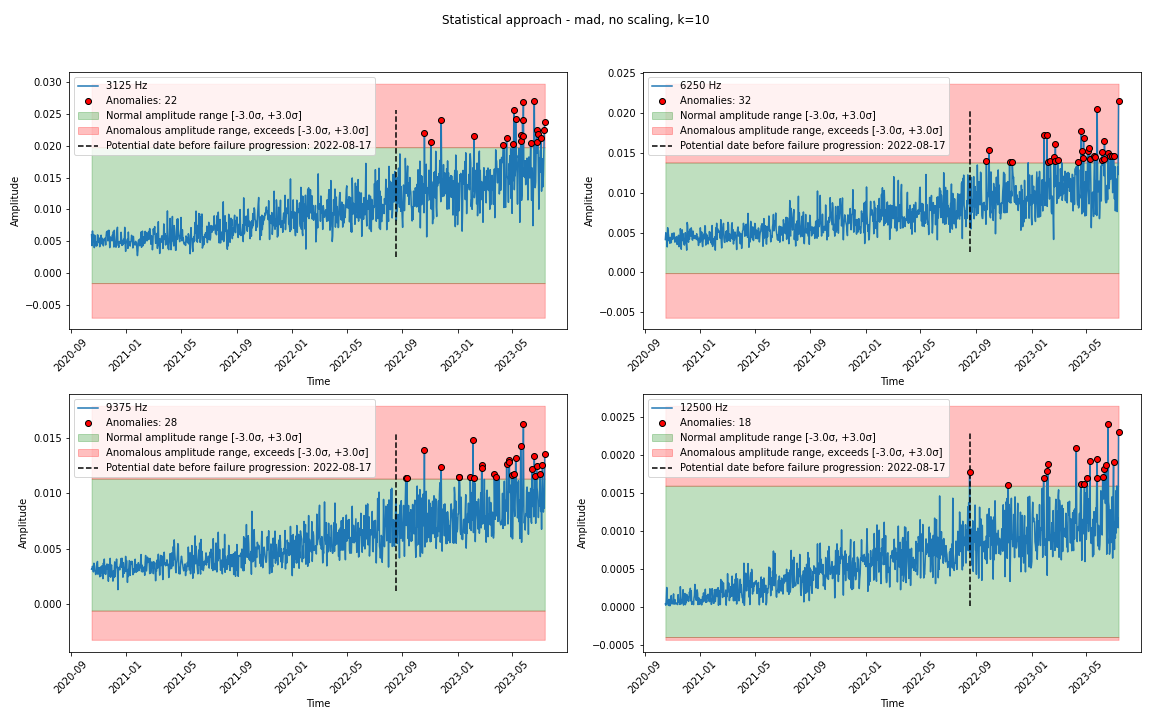 Statistical approach - mad, no scaling, k=10
3125 Hz
Anomalies: 22
Normal amplitude range [-3.0σ, +3.0σ]
Anomalous amplitude range, exceeds [-3.0σ, +3.0σ]
Potential date before failure progression: 2022-08-17
0.030
0.025
0.020
0.015
0.010
0.005
0.000
−0.005
Amplitude
2020-09
2021-01
2021-05
2021-09
2022-01
2022-05
2022-09
2023-01
2023-05
Time
6250 Hz
Anomalies: 32
Normal amplitude range [-3.0σ, +3.0σ]
Anomalous amplitude range, exceeds [-3.0σ, +3.0σ]
Potential date before failure progression: 2022-08-17
0.025
0.020
0.015
0.010
0.005
0.000
−0.005
Amplitude
2020-09
2021-01
2021-05
2021-09
2022-01
2022-05
2022-09
2023-01
2023-05
Time
9375 Hz
Anomalies: 28
Normal amplitude range [-3.0σ, +3.0σ]
Anomalous amplitude range, exceeds [-3.0σ, +3.0σ]
Potential date before failure progression: 2022-08-17
0.015
0.010
0.005
0.000
Amplitude
2020-09
2021-01
2021-05
2021-09
2022-01
2022-05
2022-09
2023-01
2023-05
Time
12500 Hz
Anomalies: 18
Normal amplitude range [-3.0σ, +3.0σ]
Anomalous amplitude range, exceeds [-3.0σ, +3.0σ]
Potential date before failure progression: 2022-08-17
0.0025
0.0020
0.0015
0.0010
0.0005
0.0000
−0.0005
Amplitude
2020-09
2021-01
2021-05
2021-09
2022-01
2022-05
2022-09
2023-01
2023-05
Time